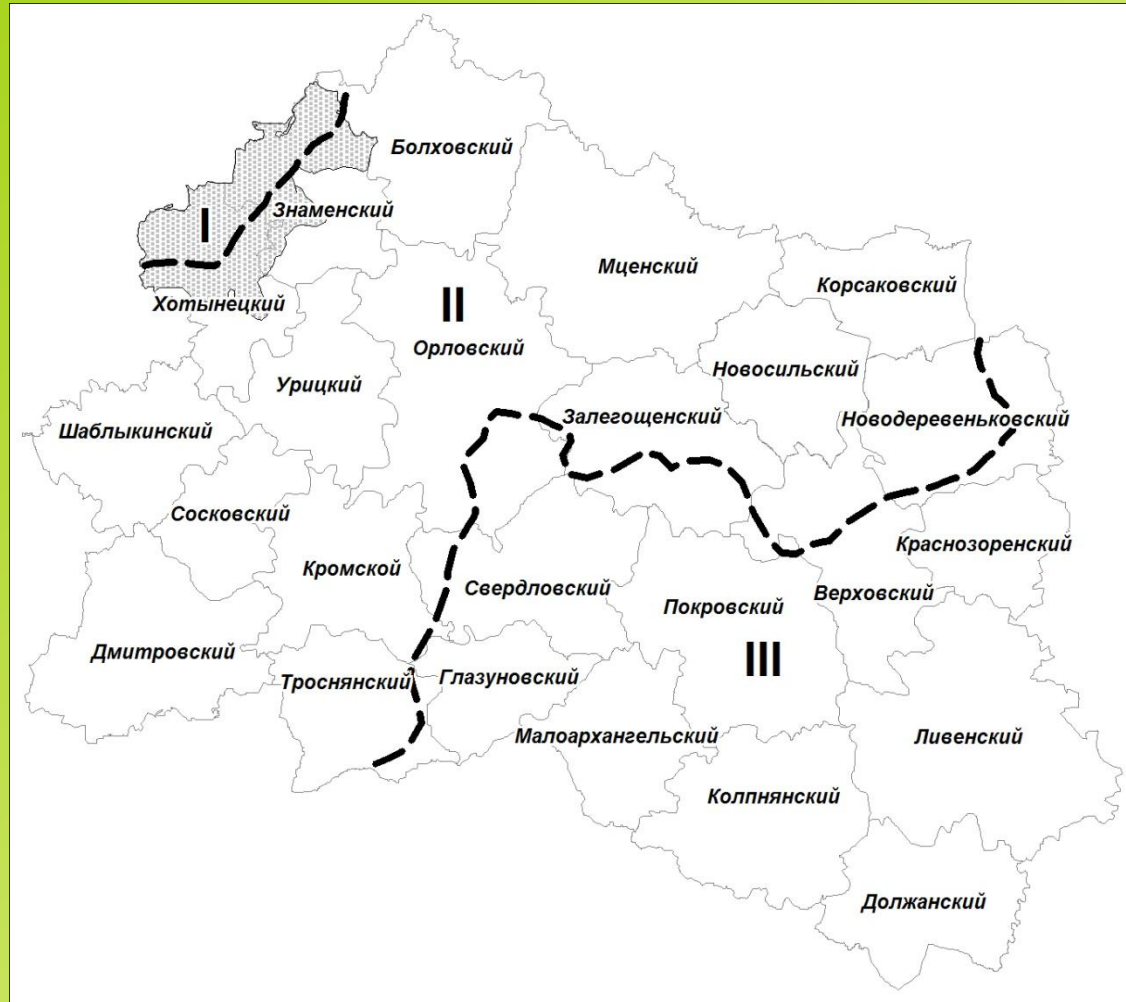 Болховский
Знаменский
I
Мценский
Корсаковский
Хотынецкий
II
Орловский
Новосильский
Урицкий
Залегощенский
Новодеревеньковский
Шаблыкинский
Сосковский
Краснозоренский
Кромской
Свердловский
Верховский
Покровский
Дмитровский
III
Троснянский
Глазуновский
Малоархангельский
Ливенский
Колпнянский
Должанский